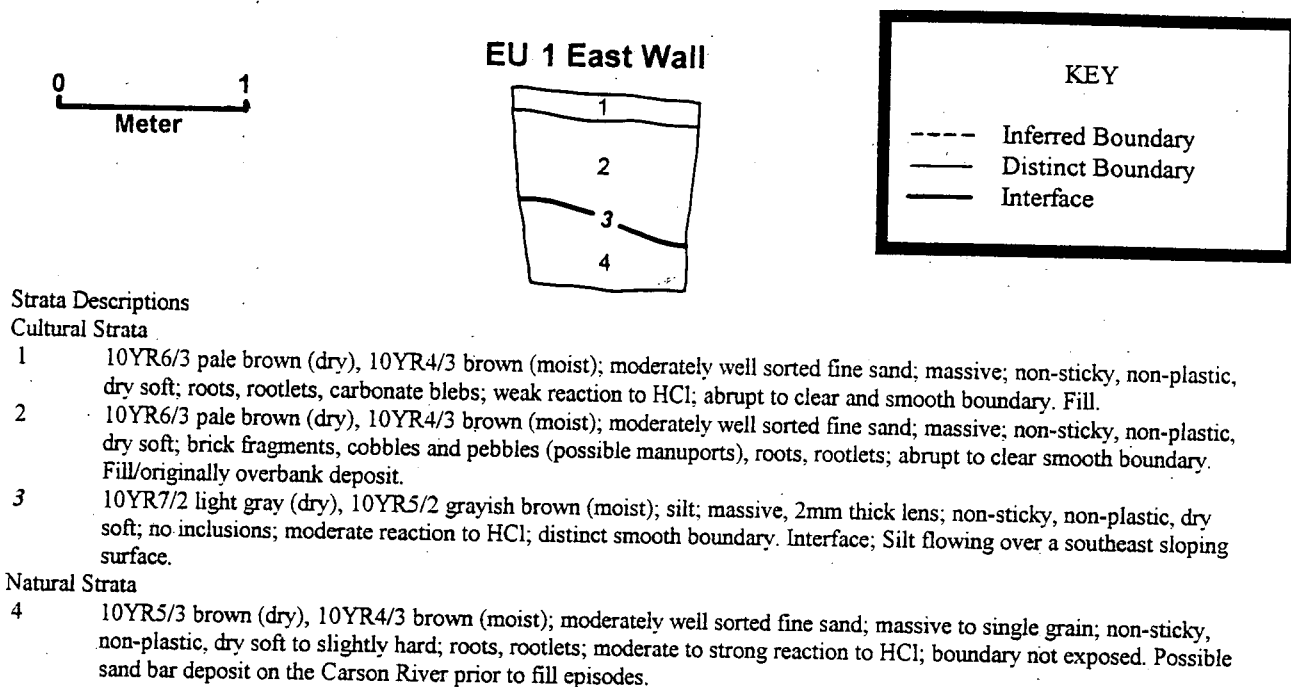 EU 1 East Wall
0 1
Meter
1
2
3
4
KEY
Inferred Boundary
Distinct Boundary
Interface
Strata Descriptions
Cultural Strata
1 10YR6/3 pale brown (dry), 10YR4/3 brown (moist); moderately well sorted fine sand; massive; non-sticky, non-plastic,
dry soft; roots, rootlets, carbonate blebs; weak reaction to HCl; abrupt to clear and smooth boundary. Fill.
2 10YR6/3 pale brown (dry), 10YR4/3 brown (moist); moderately well sorted fine sand; massive; non-sticky, non-plastic,
dry soft; brick fragments, cobbles and pebbles (possible manuports), roots, rootlets; abrupt to clear smooth boundary.
Fill/originally overbank deposit.
3 10YR7/2 light gray (dry), 10YR5/2 grayish brown (moist); silt; massive, 2mm thick lens; non-sticky, non-plastic, dry
soft; no inclusions; moderate reaction to HCl; distinct smooth boundary. Interface; Silt flowing over a southeast sloping
surface.
Natural Strata
4 10YR5/3 brown (dry), 10YR4/3 brown (moist); moderately well sorted fine sand; massive to single grain; non-sticky,
non-plastic, dry soft to slightly hard; roots, rootlets; moderate to strong reaction to HCl; boundary not exposed. Possible
sand bar deposit on the Carson River prior to fill episodes.